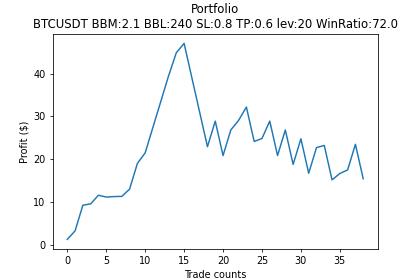 Portfolio
BTCUSDT BBM:2.1 BBL:240 SL:0.8 TP:0.6 lev:20 WinRatio:72.0
40
30
20
10
0
Profit ($)
0 5 10 15 20 25 30 35
Trade counts